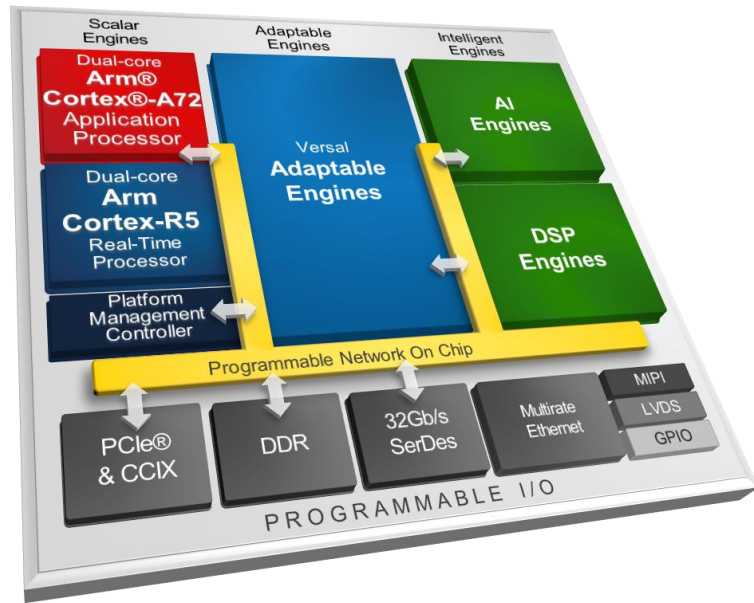 Scalar
Engines
Adaptable
Engines
Intelligent
Engines
Dual-core
Arm®
Cortex®-A72
Application
Processor
Dual-core
Arm
Cortex-R5
Real-Time
Processor
Platform
Management
Controller
Versal
Adaptable
Engines
AI
Engines
DSP
Engines
Programmable Network On Chip
PCIe®
& CCIX
DDR
32Gb/s
SerDes
Multirate
Ethernet
MIPI
LVDS
GPIO
PROGRAMMABLE I/O